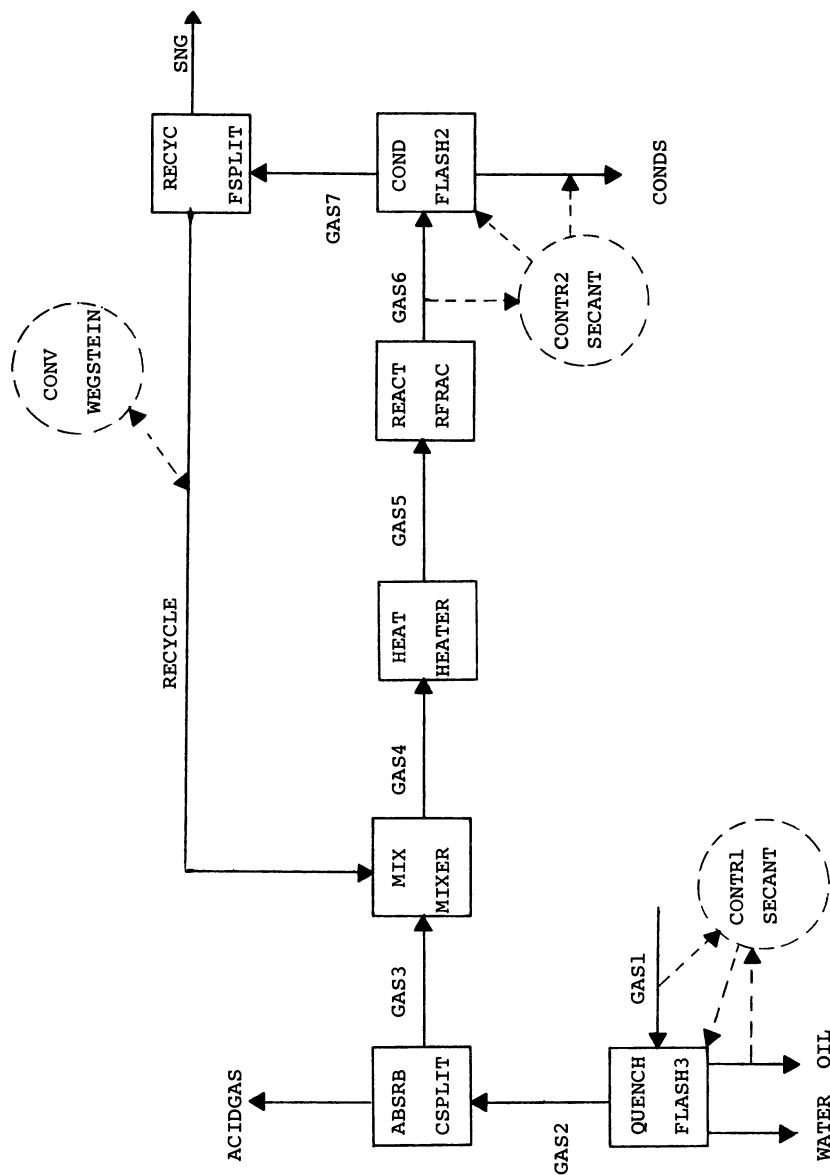 SNG
RECYC
FSPLIT
CONV
WEGSTEIN
GAS7
COND
FLASH2
CONDS
GAS6
CONTR2
SECANT
REACT
RFRAC
GAS5
RECYCLE
HEAT
HEATER
GAS4
MIX
MIXER
GAS3
ABSRB
CSPLIT
ACIDGAS
GAS2
GAS1
CONTR1
SECANT
QUENCH
FLASH3
WATER
OIL